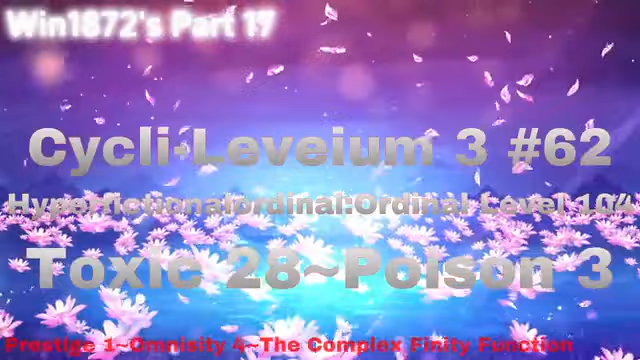 Win1872's Part 17
Cycli-Leveium 3 #62
Hyperfictionalordinal:Ordinal Level 104
Toxic 28~Poison 3
Prestige 1~Omnisity 4~The Complex Finity Function